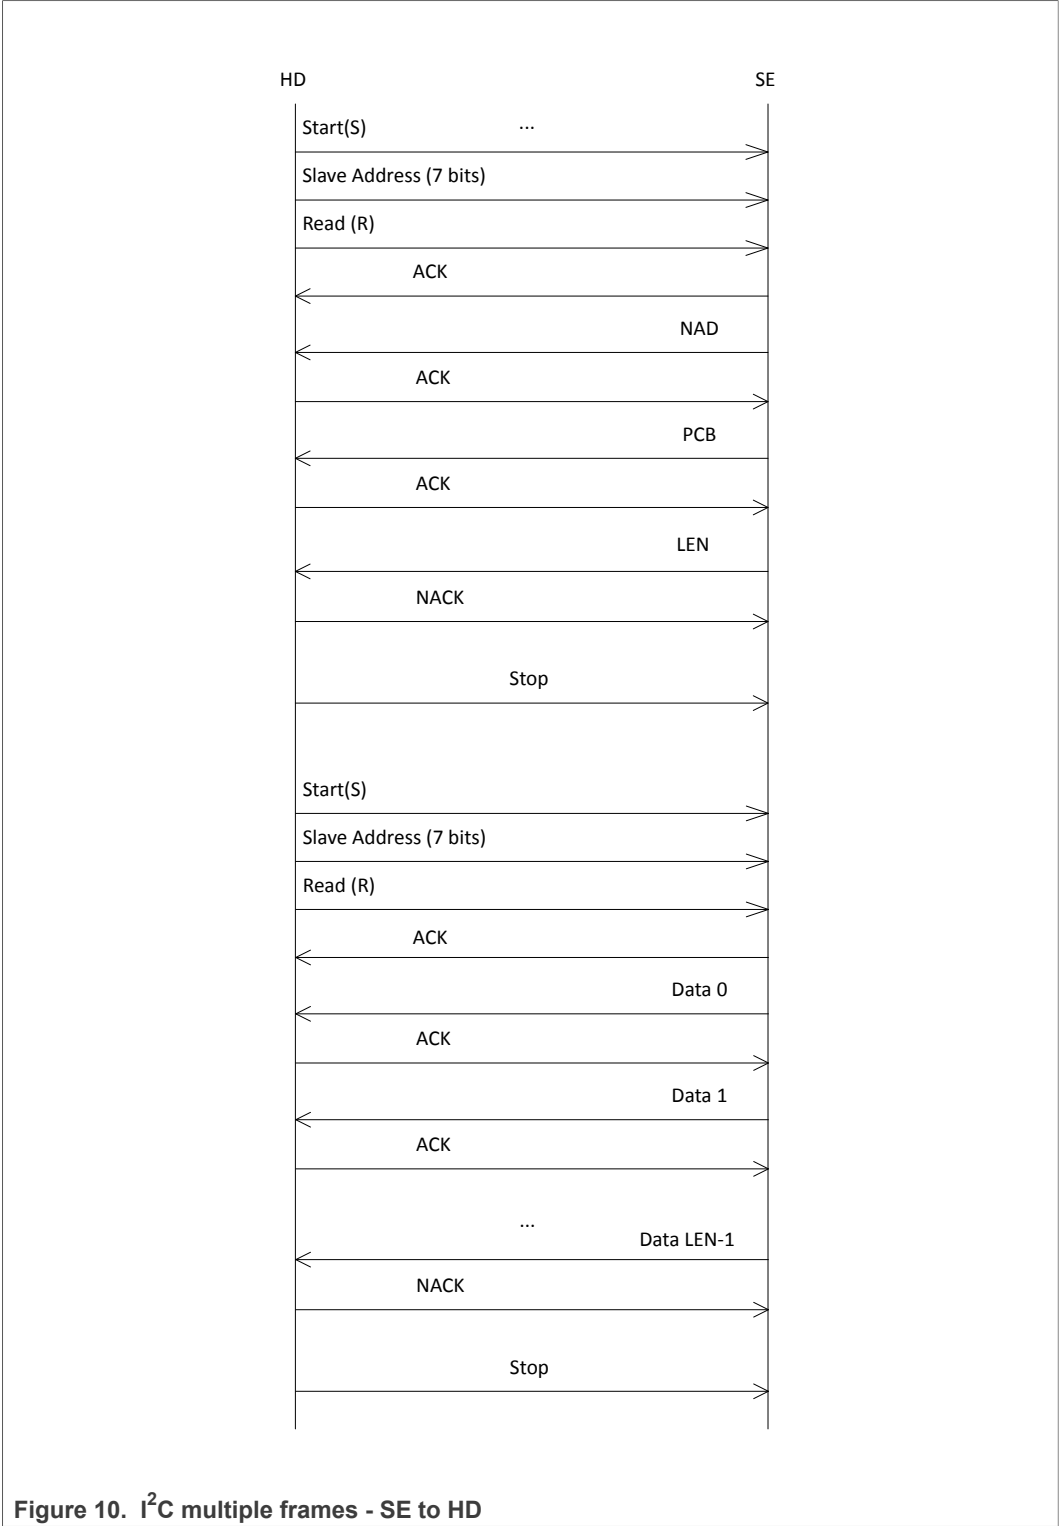 HD SE
Start(S) ...
Slave Address (7 bits)
Read (R)
ACK
NAD
ACK
PCB
ACK
LEN
NACK
Stop
Start(S)
Slave Address (7 bits)
Read (R)
ACK
Data 0
ACK
Data 1
ACK
...
Data LEN-1
NACK
Stop
Figure 10. I²C multiple frames - SE to HD